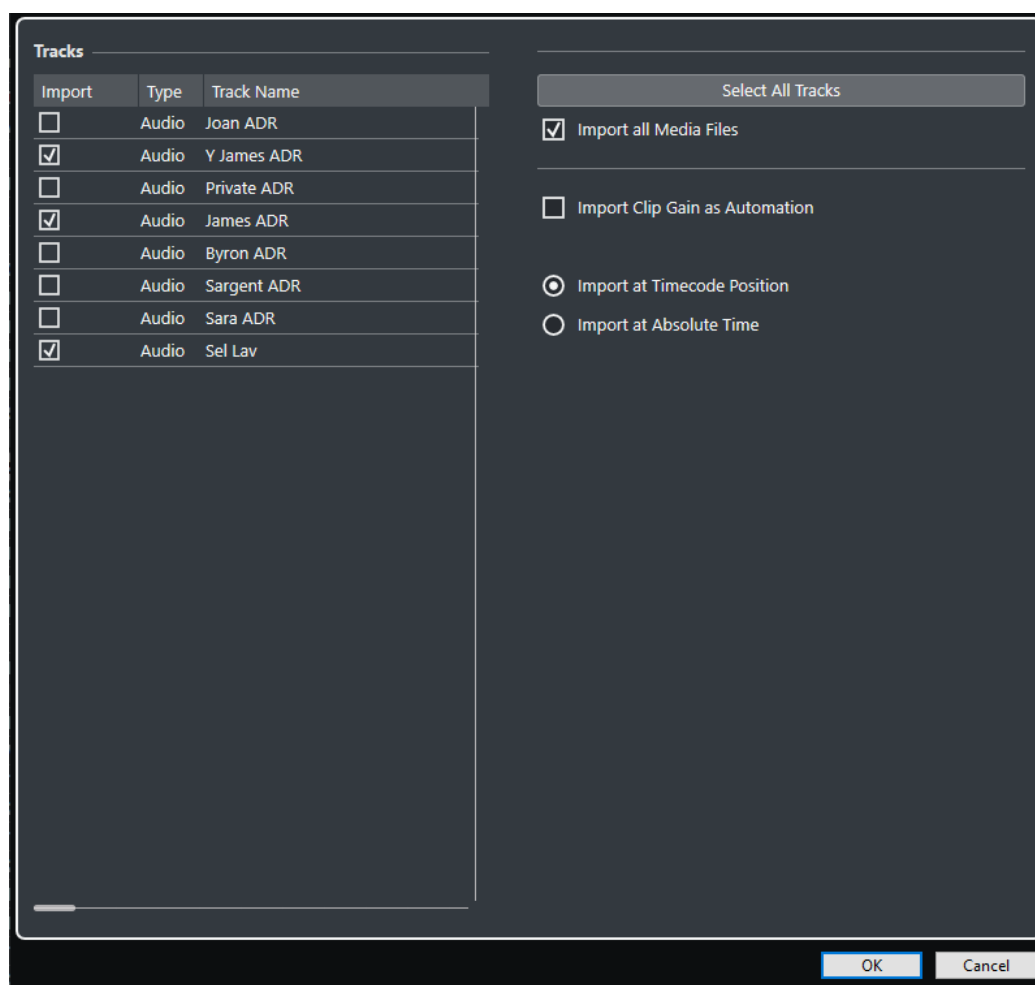 Tracks
Import Type Track Name
Audio Joan ADR
Audio Y James ADR
Audio Private ADR
Audio James ADR
Audio Byron ADR
Audio Sargent ADR
Audio Sara ADR
Audio Sel Lav
Select All Tracks
Import all Media Files
Import Clip Gain as Automation
Import at Timecode Position
Import at Absolute Time
OK Cancel